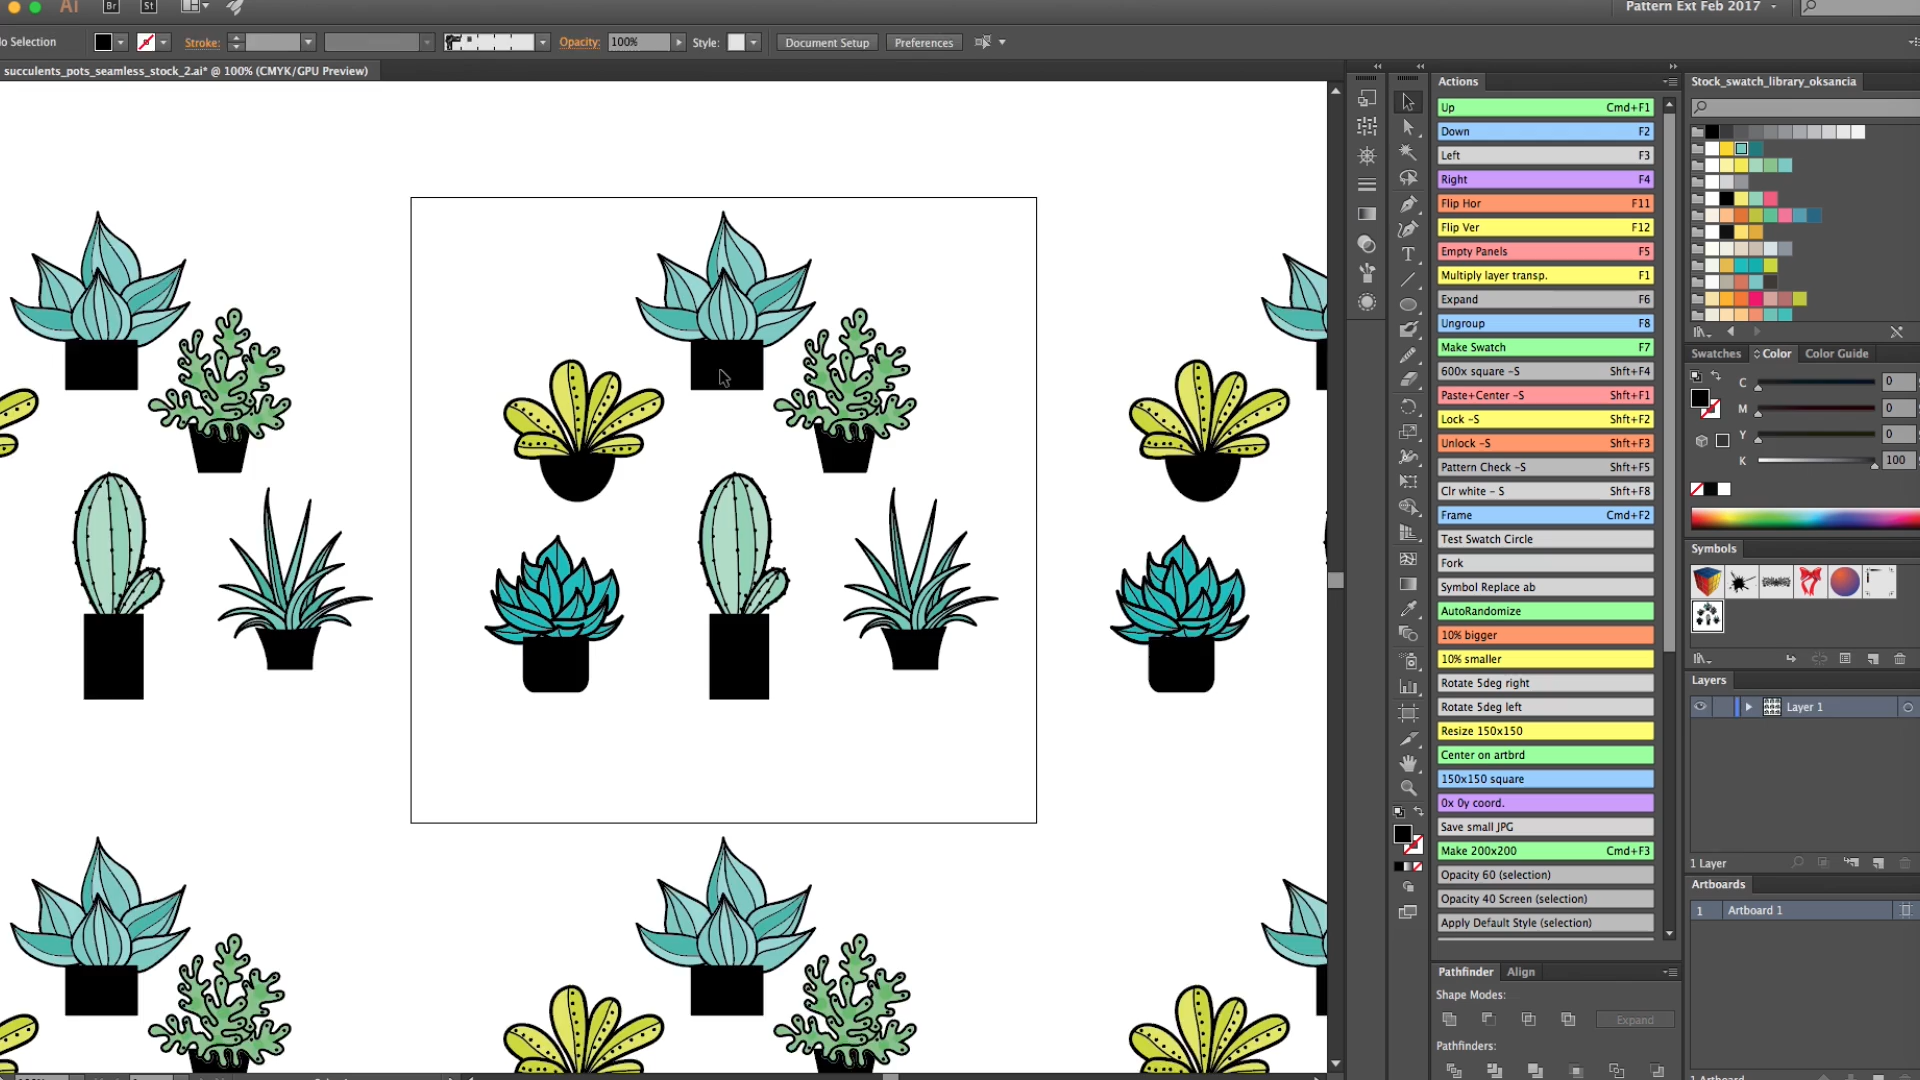 Ai
Br
St
Pattern Ext Feb 2017
o Selection
Stroke:
Opacity:
100%
Style:
Document Setup
Preferences
succulents_pots_seamless_stock_2.ai* @ 100% (CMYK/GPU Preview)
Actions
Up Cmd+F1
Down F2
Left F3
Right F4
Flip Hor F11
Flip Ver F12
Empty Panels F5
Multiply layer transp. F1
Expand F6
Ungroup F8
Make Swatch F7
600x square -S Shft+F4
Paste+Center -S Shft+F1
Lock -S Shft+F2
Unlock -S Shft+F3
Pattern Check -S Shft+F5
Clr white - S Shft+F8
Frame Cmd+F2
Test Swatch Circle
Fork
Symbol Replace ab
AutoRandomize
10% bigger
10% smaller
Rotate 5deg right
Rotate 5deg left
Resize 150x150
Center on artbrd
150x150 square
0x 0y coord.
Save small JPG
Make 200x200 Cmd+F3
Opacity 60 (selection)
Opacity 40 Screen (selection)
Apply Default Style (selection)
Pathfinder
Align
Shape Modes:
Expand
Pathfinders:
Stock_swatch_library_oksancia
Swatches
Color
Color Guide
C 0
M 0
Y 0
K 100
Symbols
Layers
Layer 1
1 Layer
Artboards
1 Artboard 1
1 Artboard